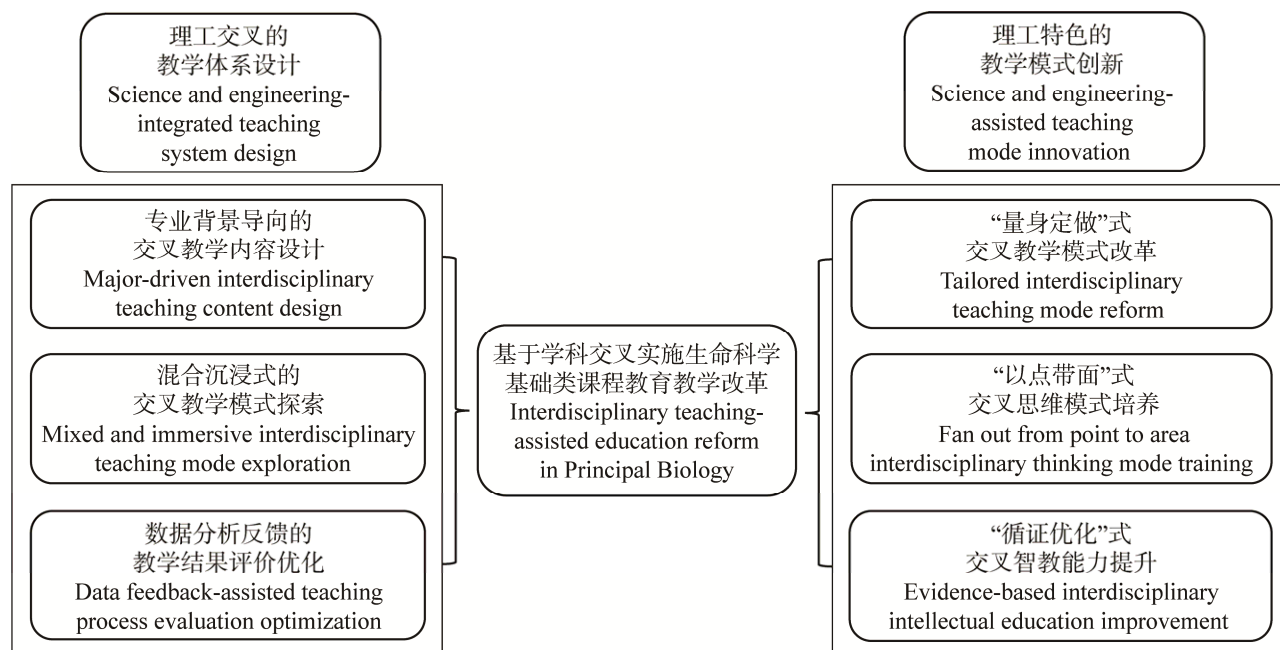 理工交叉的
教学体系设计
Science and engineering-
integrated teaching
system design
专业背景导向的
交叉教学内容设计
Major-driven interdisciplinary
teaching content design
混合沉浸式的
交叉教学模式探索
Mixed and immersive interdisciplinary
teaching mode exploration
数据分析反馈的
教学结果评价优化
Data feedback-assisted teaching
process evaluation optimization
基于学科交叉实施生命科学
基础类课程教育教学改革
Interdisciplinary teaching-
assisted education reform
in Principal Biology
理工特色的
教学模式创新
Science and engineering-
assisted teaching
mode innovation
“量身定做”式
交叉教学模式改革
Tailored interdisciplinary
teaching mode reform
“以点带面”式
交叉思维模式培养
Fan out from point to area
interdisciplinary thinking mode training
“循证优化”式
交叉智教能力提升
Evidence-based interdisciplinary
intellectual education improvement